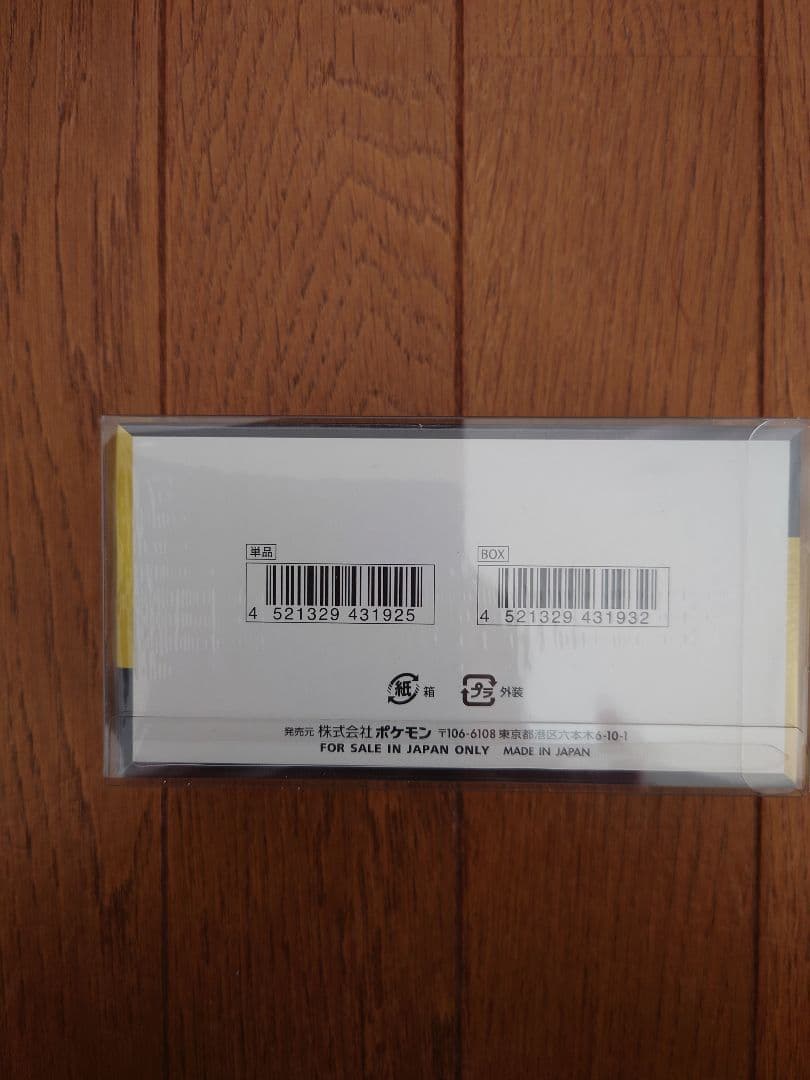 単品
4 521329 431925
BOX
4 521329 431932
紙 箱
プラ 外装
発売元 株式会社 ポケモン 〒106-6108 東京都港区六本木6-10-1
FOR SALE IN JAPAN ONLY MADE IN JAPAN